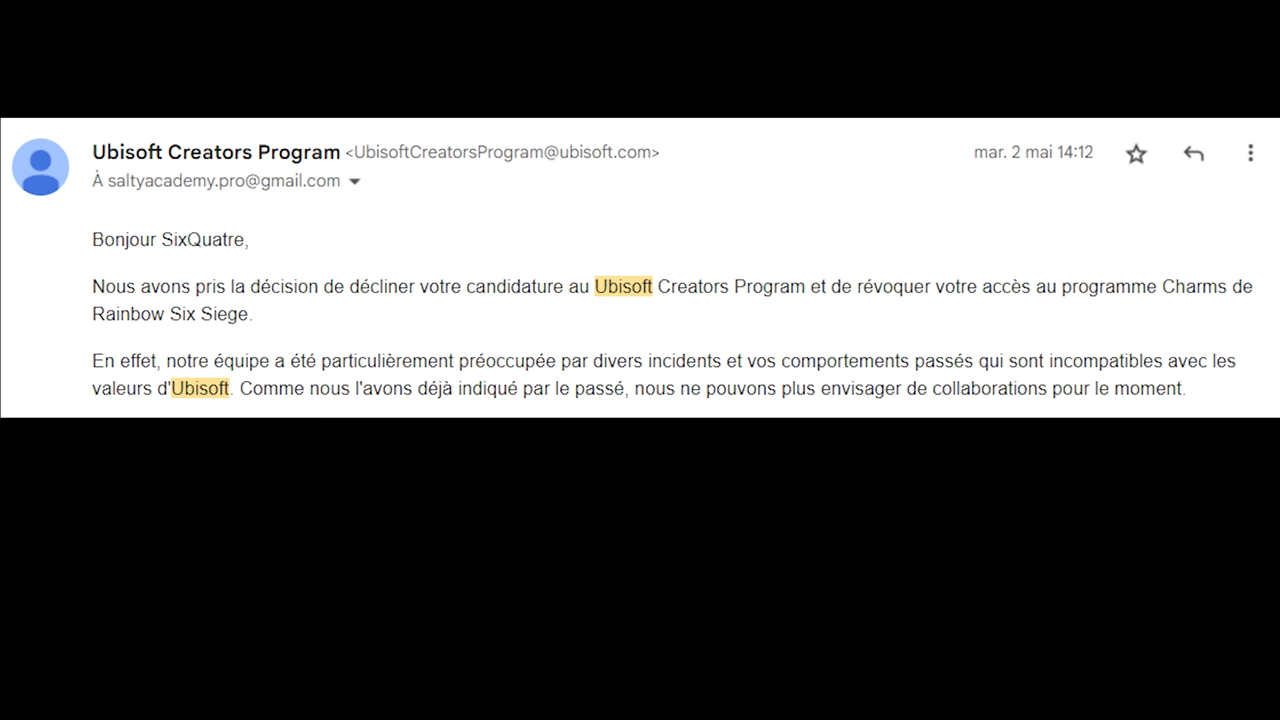 Ubisoft Creators Program <UbisoftCreatorsProgram@ubisoft.com> mar. 2 mai 14:12
À saltyacademy.pro@gmail.com
Bonjour SixQuatre,
Nous avons pris la décision de décliner votre candidature au Ubisoft Creators Program et de révoquer votre accès au programme Charms de
Rainbow Six Siege.
En effet, notre équipe a été particulièrement préoccupée par divers incidents et vos comportements passés qui sont incompatibles avec les
valeurs d'Ubisoft. Comme nous l'avons déjà indiqué par le passé, nous ne pouvons plus envisager de collaborations pour le moment.